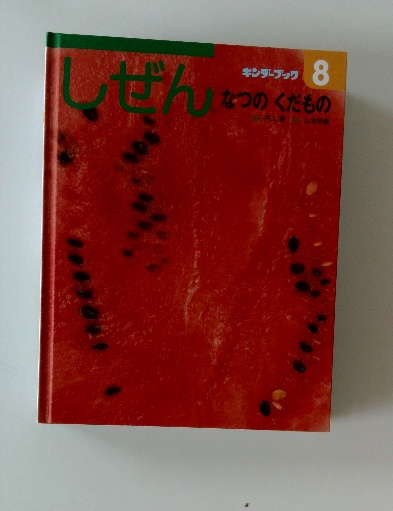 キンダーブック 8
しぜん
なつの くだもの